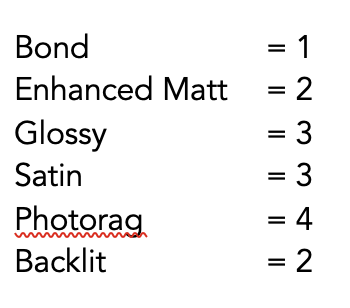 Bond = 1
Enhanced Matt = 2
Glossy = 3
Satin = 3
Photorag = 4
Backlit = 2